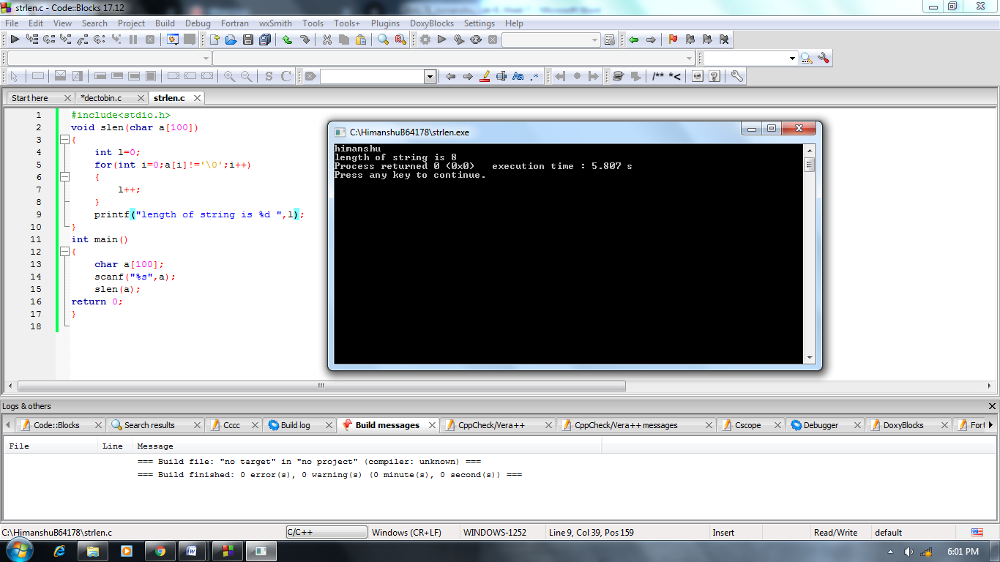 strlen.c - Code::Blocks 17.12
File Edit View Search Project Build Debug Fortran wxSmith Tools Tools+ Plugins DoxyBlocks Settings Help
Start here *dectobin.c strlen.c
1 #include<stdio.h>
2 void slen(char a[100])
3 {
4 int l=0;
5 for(int i=0;a[i]!='\0';i++)
6 {
7 l++;
8 }
9 printf("length of string is %d ",l);
10 }
11 int main()
12 {
13 char a[100];
14 scanf("%s",a);
15 slen(a);
16 return 0;
17 }
18
C:\HimanshuB64178\strlen.exe
himanshu
length of string is 8
Process returned 0 (0x0)   execution time : 5.807 s
Press any key to continue.
Logs & others
Code::Blocks Search results Cccc Build log Build messages CppCheck/Vera++ CppCheck/Vera++ messages Cscope Debugger DoxyBlocks Fort
File Line Message
=== Build file: "no target" in "no project" (compiler: unknown) ===
=== Build finished: 0 error(s), 0 warning(s) (0 minute(s), 0 second(s)) ===
C:\HimanshuB64178\strlen.c C/C++ Windows (CR+LF) WINDOWS-1252 Line 9, Col 39, Pos 159 Insert Read/Write default
6:01 PM